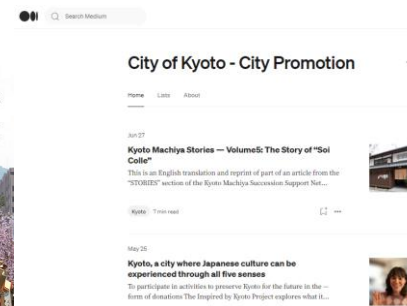 Search Medium
City of Kyoto - City Promotion
Home Lists About
Jun 27
Kyoto Machiya Stories — Volume5: The Story of “Soi
Colle”
This is an English translation and reprint of part of an article from the
“STORIES” section of the Kyoto Machiya Succession Support Net...
Kyoto 7 min read
May 25
Kyoto, a city where Japanese culture can be
experienced through all five senses
To participate in activities to preserve Kyoto for the future in the —
form of donations The Inspired by Kyoto Project explores what it...